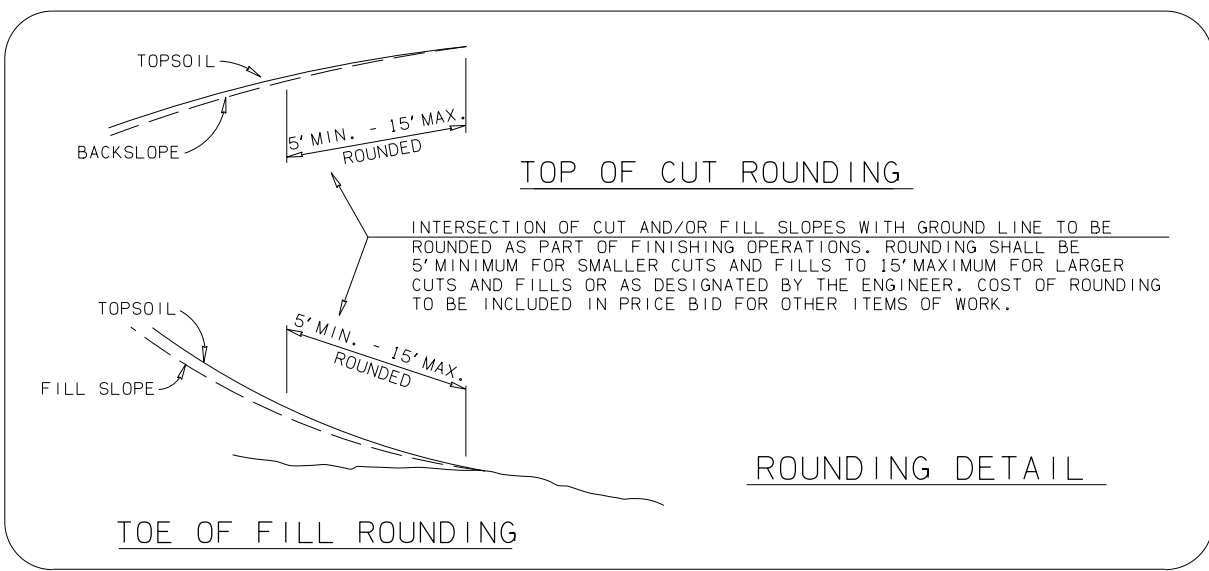 TOPSOIL
BACKSLOPE
5' MIN. - 15' MAX.
ROUNDED
TOP OF CUT ROUNDING
INTERSECTION OF CUT AND/OR FILL SLOPES WITH GROUND LINE TO BE
ROUNDED AS PART OF FINISHING OPERATIONS. ROUNDING SHALL BE
5' MINIMUM FOR SMALLER CUTS AND FILLS TO 15' MAXIMUM FOR LARGER
CUTS AND FILLS OR AS DESIGNATED BY THE ENGINEER. COST OF ROUNDING
TO BE INCLUDED IN PRICE BID FOR OTHER ITEMS OF WORK.
TOPSOIL
5' MIN. - 15' MAX.
ROUNDED
FILL SLOPE
ROUNDING DETAIL
TOE OF FILL ROUNDING